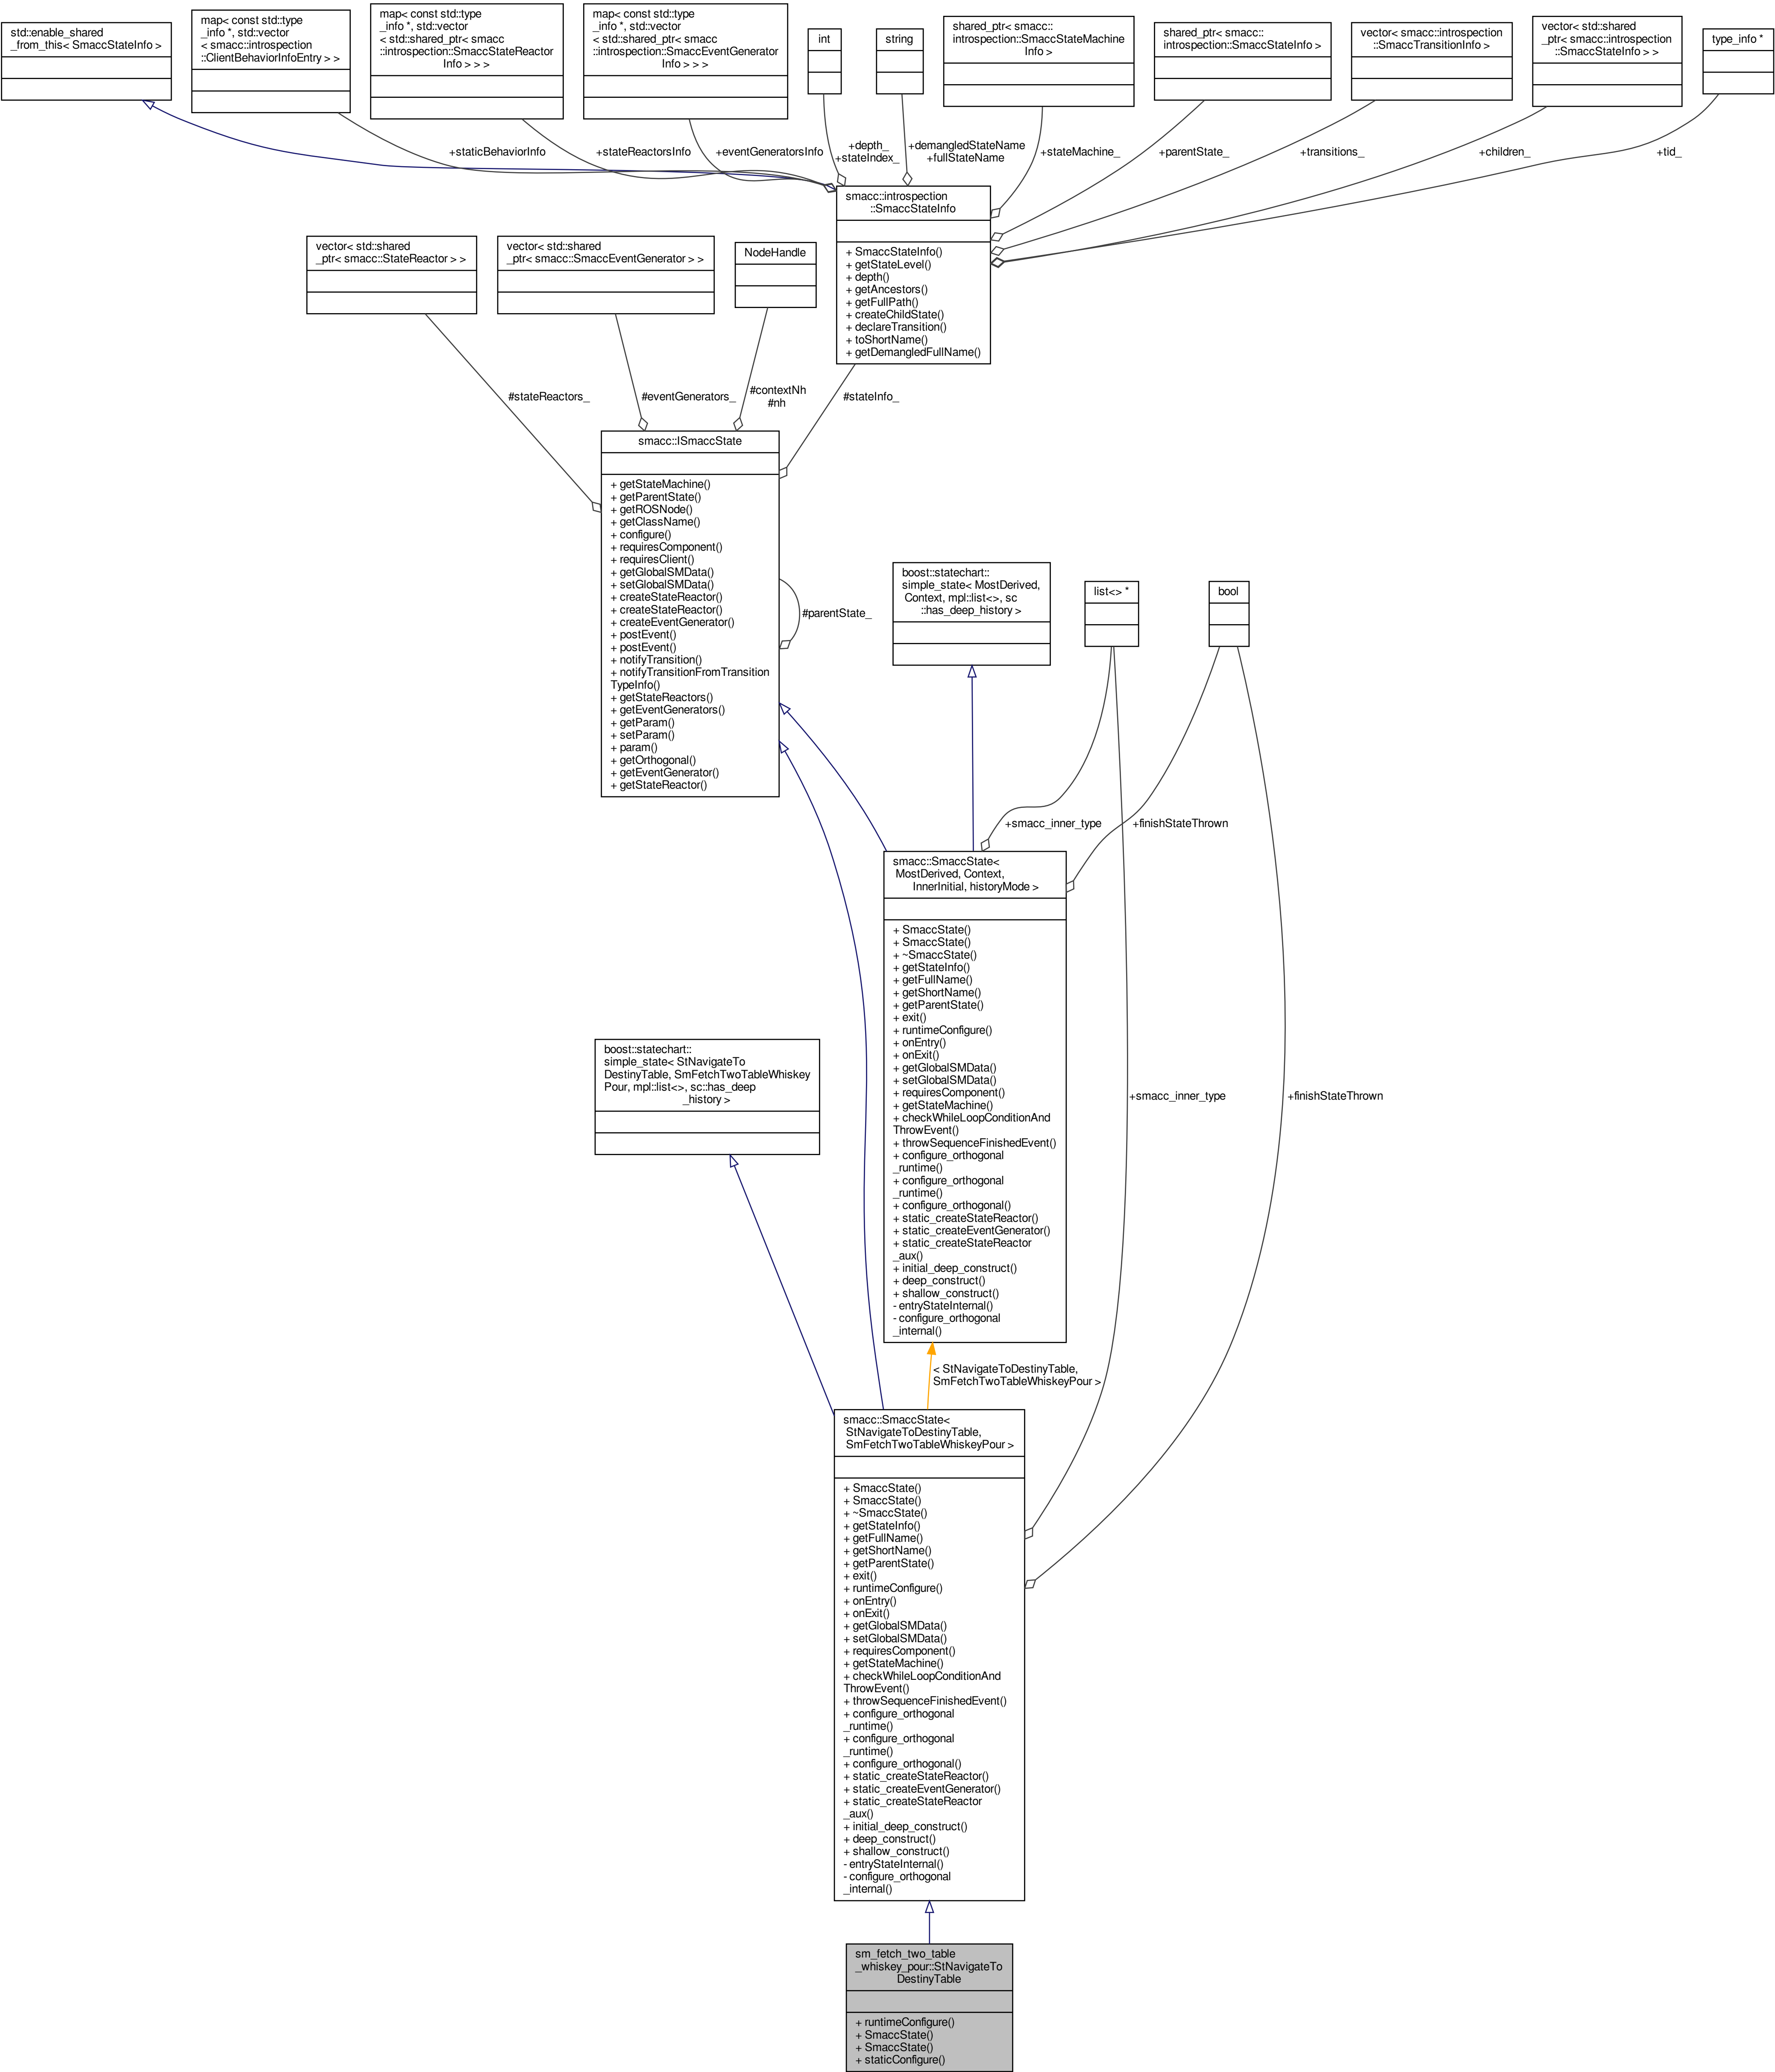 std::enable_shared
_from_this< SmaccStateInfo >
map< const std::type
_info *, std::vector
< smacc::introspection
::ClientBehaviorInfoEntry > >
map< const std::type
_info *, std::vector
< std::shared_ptr< smacc
::introspection::SmaccStateReactor
Info > > >
map< const std::type
_info *, std::vector
< std::shared_ptr< smacc
::introspection::SmaccEventGenerator
Info > > >
int
string
shared_ptr< smacc::
introspection::SmaccStateMachine
Info >
shared_ptr< smacc::
introspection::SmaccStateInfo >
vector< smacc::introspection
::SmaccTransitionInfo >
vector< std::shared
_ptr< smacc::introspection
::SmaccStateInfo > >
type_info *
+staticBehaviorInfo
+stateReactorsInfo
+eventGeneratorsInfo
+depth_
+stateIndex_
+demangledStateName
+fullStateName
+stateMachine_
+parentState_
+transitions_
+children_
+tid_
smacc::introspection
::SmaccStateInfo
+ SmaccStateInfo()
+ getStateLevel()
+ depth()
+ getAncestors()
+ getFullPath()
+ createChildState()
+ declareTransition()
+ toShortName()
+ getDemangledFullName()
vector< std::shared
_ptr< smacc::StateReactor > >
vector< std::shared
_ptr< smacc::SmaccEventGenerator > >
NodeHandle
#stateReactors_
#eventGenerators_
#contextNh
#nh
#stateInfo_
smacc::ISmaccState
+ getStateMachine()
+ getParentState()
+ getROSNode()
+ getClassName()
+ configure()
+ requiresComponent()
+ requiresClient()
+ getGlobalSMData()
+ setGlobalSMData()
+ createStateReactor()
+ createStateReactor()
+ createEventGenerator()
+ postEvent()
+ postEvent()
+ notifyTransition()
+ notifyTransitionFromTransition
TypeInfo()
+ getStateReactors()
+ getEventGenerators()
+ getParam()
+ setParam()
+ param()
+ getOrthogonal()
+ getEventGenerator()
+ getStateReactor()
#parentState_
boost::statechart::
simple_state< MostDerived,
Context, mpl::list<>, sc
::has_deep_history >
list<> *
bool
+smacc_inner_type
+finishStateThrown
smacc::SmaccState<
MostDerived, Context,
InnerInitial, historyMode >
+ SmaccState()
+ SmaccState()
+ ~SmaccState()
+ getStateInfo()
+ getFullName()
+ getShortName()
+ getParentState()
+ exit()
+ runtimeConfigure()
+ onEntry()
+ onExit()
+ getGlobalSMData()
+ setGlobalSMData()
+ requiresComponent()
+ getStateMachine()
+ checkWhileLoopConditionAnd
ThrowEvent()
+ throwSequenceFinishedEvent()
+ configure_orthogonal
_runtime()
+ configure_orthogonal
_runtime()
+ configure_orthogonal()
+ static_createStateReactor()
+ static_createEventGenerator()
+ static_createStateReactor
_aux()
+ initial_deep_construct()
+ deep_construct()
+ shallow_construct()
- entryStateInternal()
- configure_orthogonal
_internal()
boost::statechart::
simple_state< StNavigateTo
DestinyTable, SmFetchTwoTableWhiskey
Pour, mpl::list<>, sc::has_deep
_history >
+smacc_inner_type
+finishStateThrown
< StNavigateToDestinyTable,
SmFetchTwoTableWhiskeyPour >
smacc::SmaccState<
StNavigateToDestinyTable,
SmFetchTwoTableWhiskeyPour >
+ SmaccState()
+ SmaccState()
+ ~SmaccState()
+ getStateInfo()
+ getFullName()
+ getShortName()
+ getParentState()
+ exit()
+ runtimeConfigure()
+ onEntry()
+ onExit()
+ getGlobalSMData()
+ setGlobalSMData()
+ requiresComponent()
+ getStateMachine()
+ checkWhileLoopConditionAnd
ThrowEvent()
+ throwSequenceFinishedEvent()
+ configure_orthogonal
_runtime()
+ configure_orthogonal
_runtime()
+ configure_orthogonal()
+ static_createStateReactor()
+ static_createEventGenerator()
+ static_createStateReactor
_aux()
+ initial_deep_construct()
+ deep_construct()
+ shallow_construct()
- entryStateInternal()
- configure_orthogonal
_internal()
sm_fetch_two_table
_whiskey_pour::StNavigateTo
DestinyTable
+ runtimeConfigure()
+ SmaccState()
+ SmaccState()
+ staticConfigure()